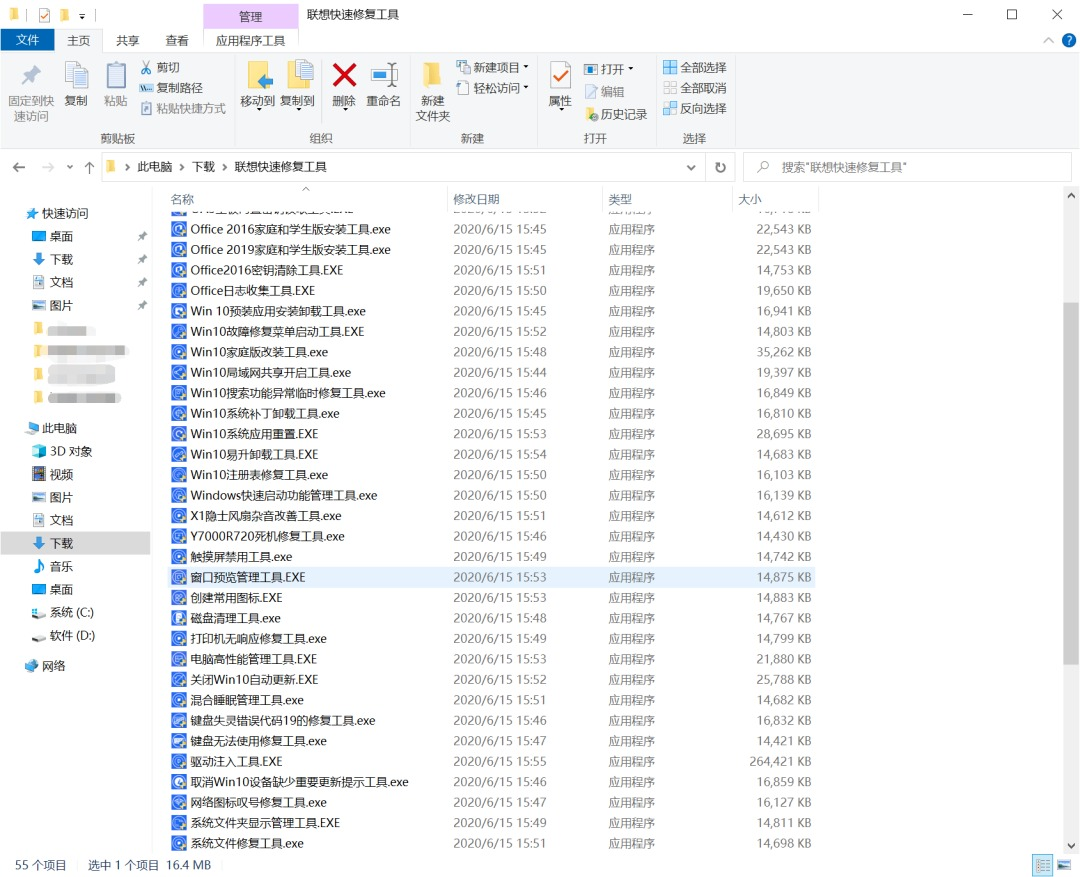 管理
联想快速修复工具
文件
主页
共享
查看
应用程序工具
固定到快速访问
复制
粘贴
剪切
复制路径
粘贴快捷方式
剪贴板
移动到
复制到
删除
重命名
组织
新建文件夹
新建项目
轻松访问
新建
属性
打开
编辑
历史记录
打开
全部选择
全部取消
反向选择
选择
此电脑 > 下载 > 联想快速修复工具
搜索"联想快速修复工具"
快速访问
桌面
下载
文档
图片
此电脑
3D 对象
视频
图片
文档
下载
音乐
桌面
系统 (C:)
软件 (D:)
网络
名称 修改日期 类型 大小
Office 2016家庭和学生版安装工具.exe 2020/6/15 15:45 应用程序 22,543 KB
Office 2019家庭和学生版安装工具.exe 2020/6/15 15:45 应用程序 22,543 KB
Office2016密钥清除工具.EXE 2020/6/15 15:51 应用程序 14,753 KB
Office日志收集工具.EXE 2020/6/15 15:50 应用程序 19,650 KB
Win 10预装应用安装卸载工具.exe 2020/6/15 15:45 应用程序 16,941 KB
Win10故障修复菜单启动工具.EXE 2020/6/15 15:52 应用程序 14,803 KB
Win10家庭版改装工具.exe 2020/6/15 15:48 应用程序 35,262 KB
Win10局域网共享开启工具.exe 2020/6/15 15:44 应用程序 19,397 KB
Win10搜索功能异常临时修复工具.exe 2020/6/15 15:46 应用程序 16,849 KB
Win10系统补丁卸载工具.exe 2020/6/15 15:45 应用程序 16,810 KB
Win10系统应用重置.EXE 2020/6/15 15:53 应用程序 28,695 KB
Win10易升卸载工具.EXE 2020/6/15 15:54 应用程序 14,683 KB
Win10注册表修复工具.exe 2020/6/15 15:50 应用程序 16,103 KB
Windows快速启动功能管理工具.exe 2020/6/15 15:50 应用程序 16,139 KB
X1隐士风扇杂音改善工具.exe 2020/6/15 15:51 应用程序 14,612 KB
Y7000R720死机修复工具.exe 2020/6/15 15:46 应用程序 14,430 KB
触摸屏禁用工具.exe 2020/6/15 15:49 应用程序 14,742 KB
窗口预览管理工具.EXE 2020/6/15 15:53 应用程序 14,875 KB
创建常用图标.EXE 2020/6/15 15:53 应用程序 14,883 KB
磁盘清理工具.exe 2020/6/15 15:48 应用程序 14,767 KB
打印机无响应修复工具.exe 2020/6/15 15:49 应用程序 14,799 KB
电脑高性能管理工具.EXE 2020/6/15 15:53 应用程序 21,880 KB
关闭Win10自动更新.EXE 2020/6/15 15:52 应用程序 25,788 KB
混合睡眠管理工具.exe 2020/6/15 15:51 应用程序 14,682 KB
键盘失灵错误代码19的修复工具.exe 2020/6/15 15:46 应用程序 16,832 KB
键盘无法使用修复工具.exe 2020/6/15 15:47 应用程序 14,421 KB
驱动注入工具.EXE 2020/6/15 15:55 应用程序 264,421 KB
取消Win10设备缺少重要更新提示工具.exe 2020/6/15 15:46 应用程序 16,859 KB
网络图标叹号修复工具.exe 2020/6/15 15:47 应用程序 16,127 KB
系统文件夹显示管理工具.EXE 2020/6/15 15:49 应用程序 14,811 KB
系统文件修复工具.exe 2020/6/15 15:51 应用程序 14,698 KB
55 个项目 选中 1 个项目 16.4 MB